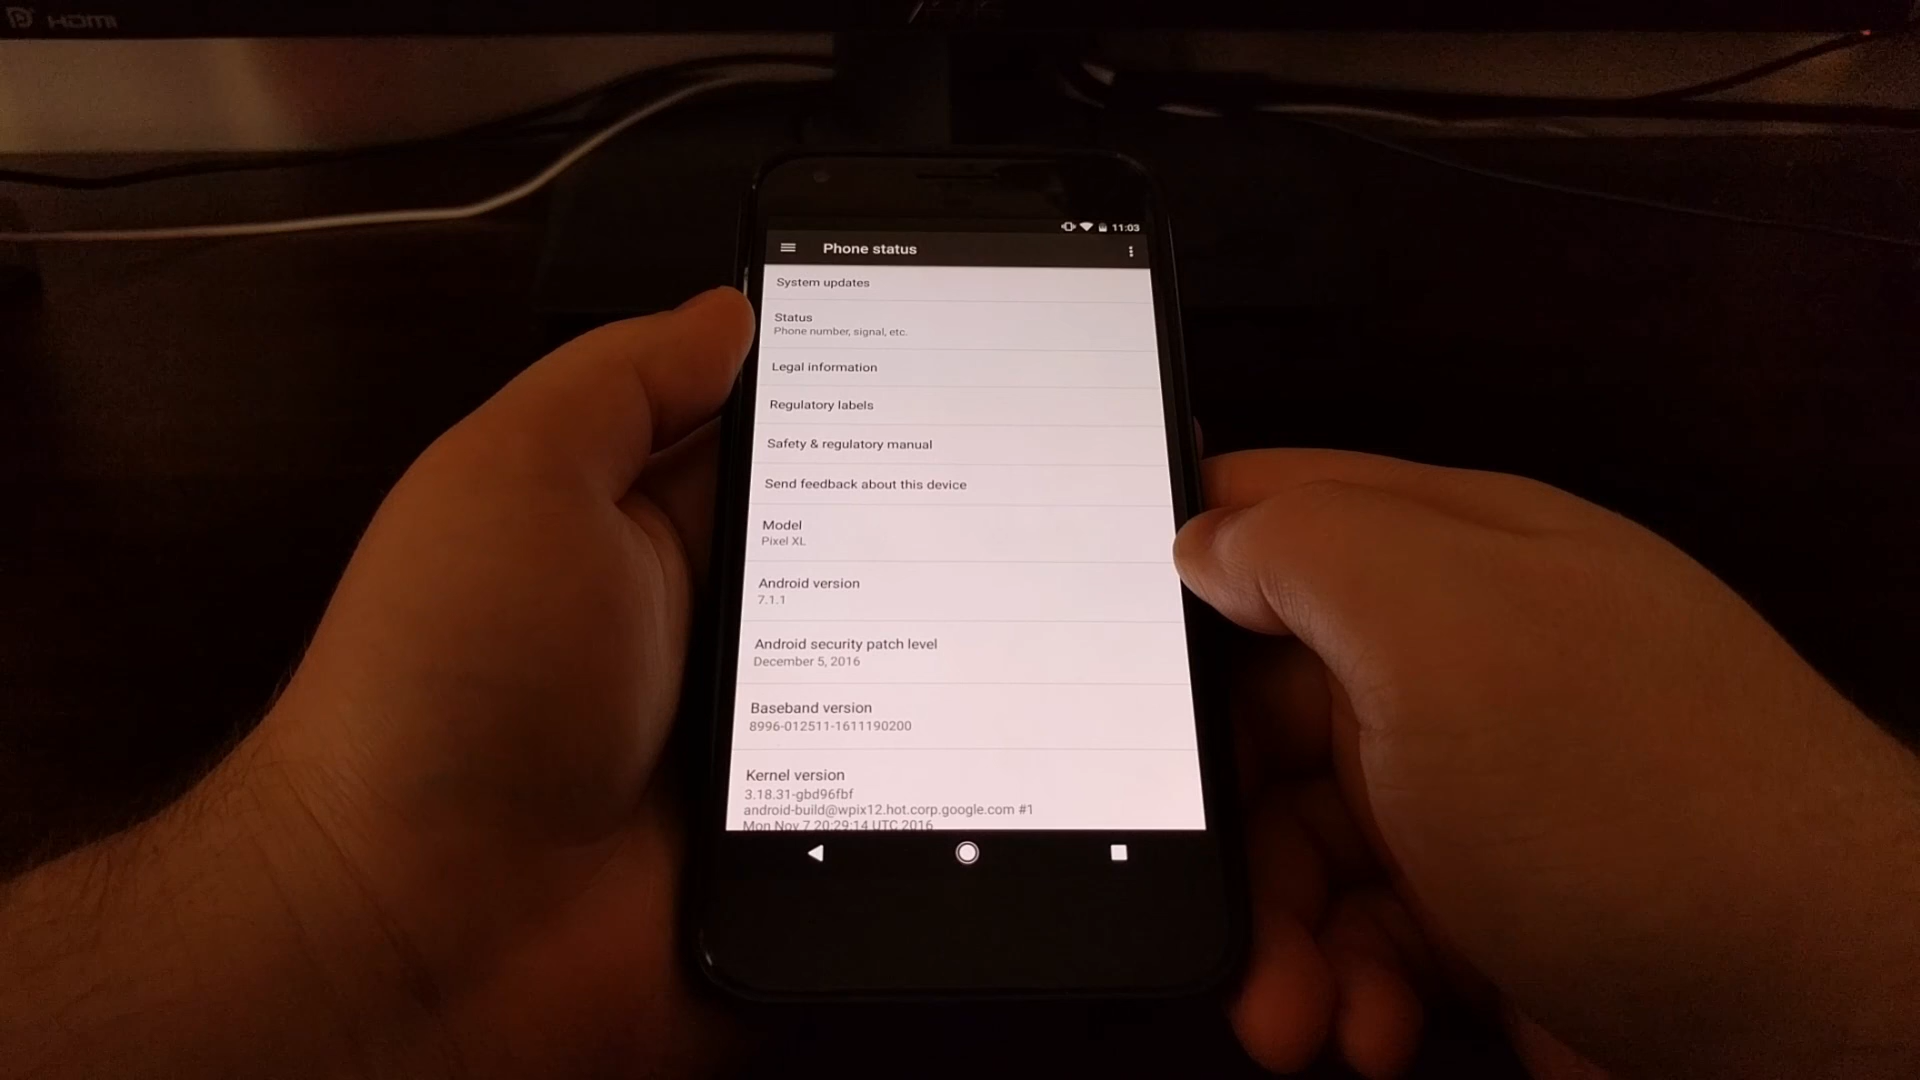 HDMI
11:03
Phone status
System updates
Status
Phone number, signal, etc.
Legal information
Regulatory labels
Safety & regulatory manual
Send feedback about this device
Model
Pixel XL
Android version
7.1.1
Android security patch level
December 5, 2016
Baseband version
8996-012511-1611190200
Kernel version
3.18.31-gbd96fbf
android-build@wpix12.hot.corp.google.com #1
Mon Nov 7 20:29:14 UTC 2016